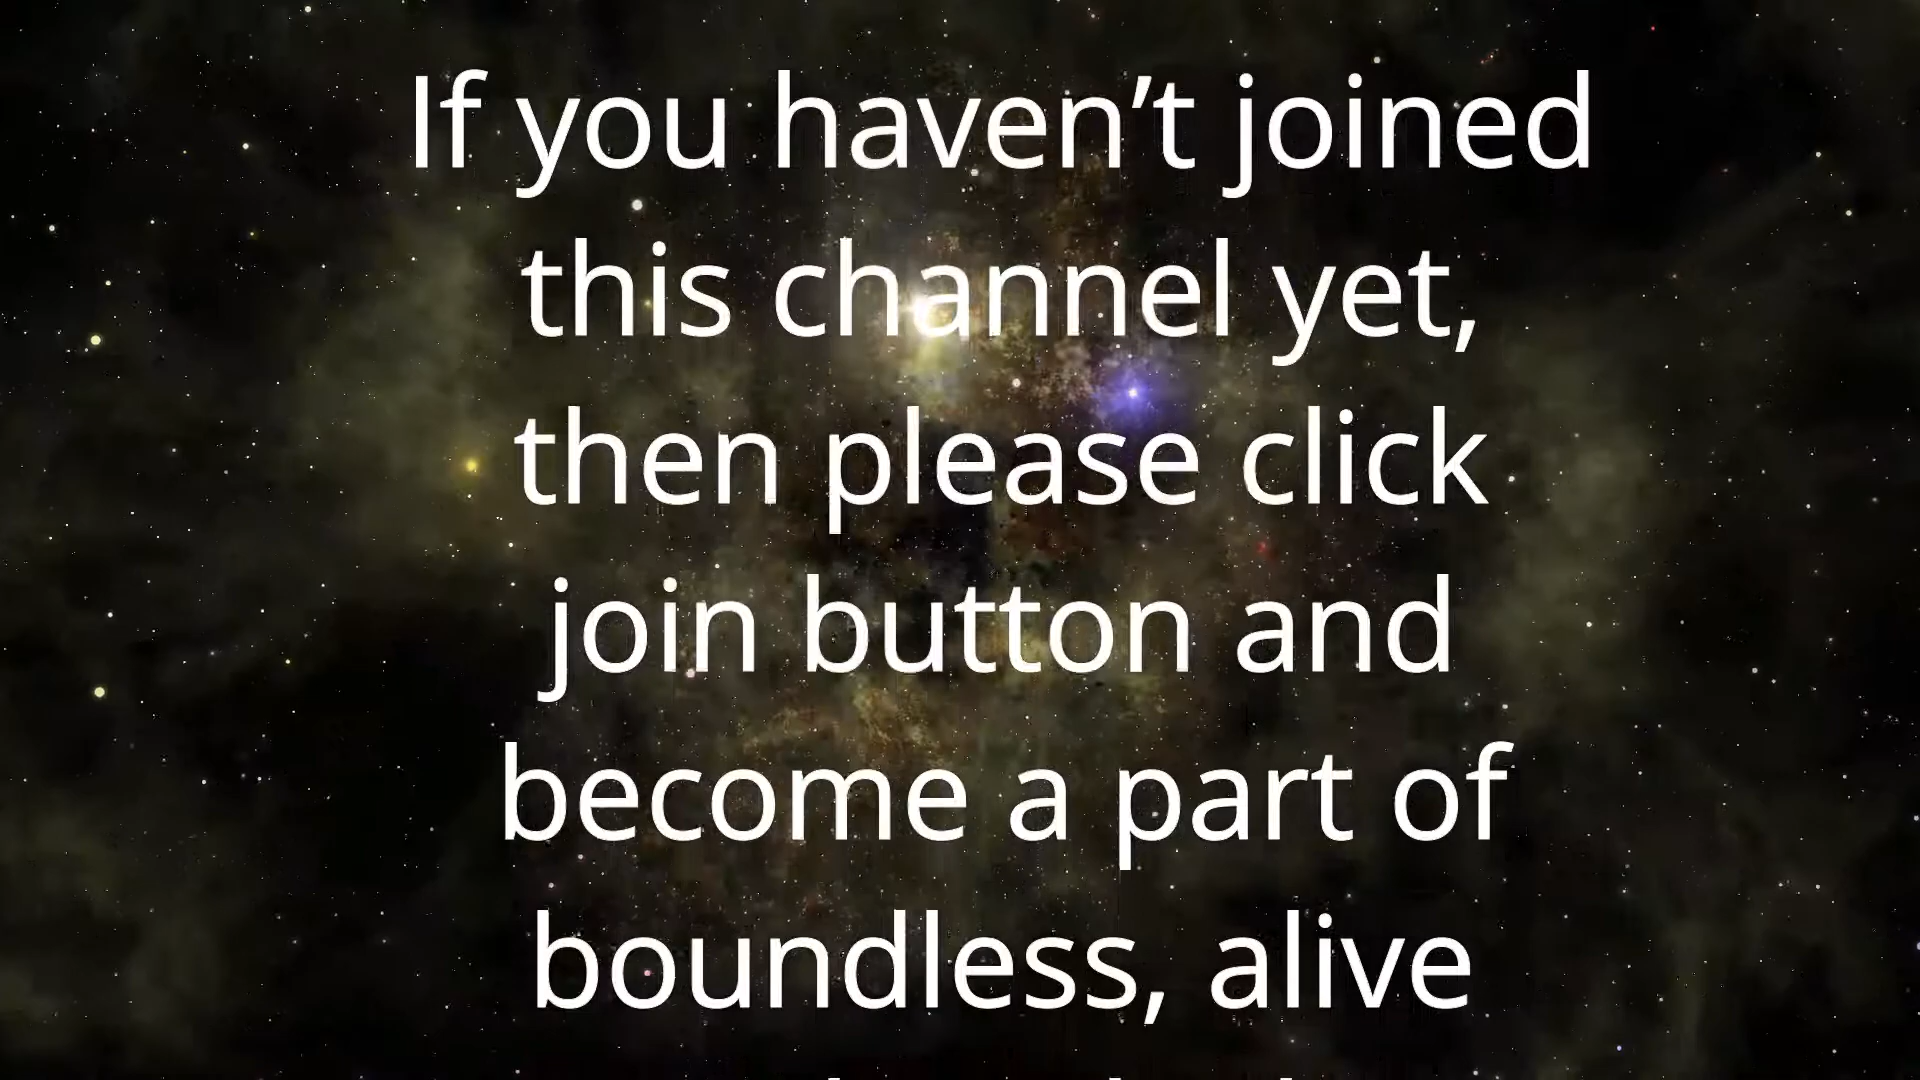 If you haven’t joined
this channel yet,
then please click
join button and
become a part of
boundless, alive